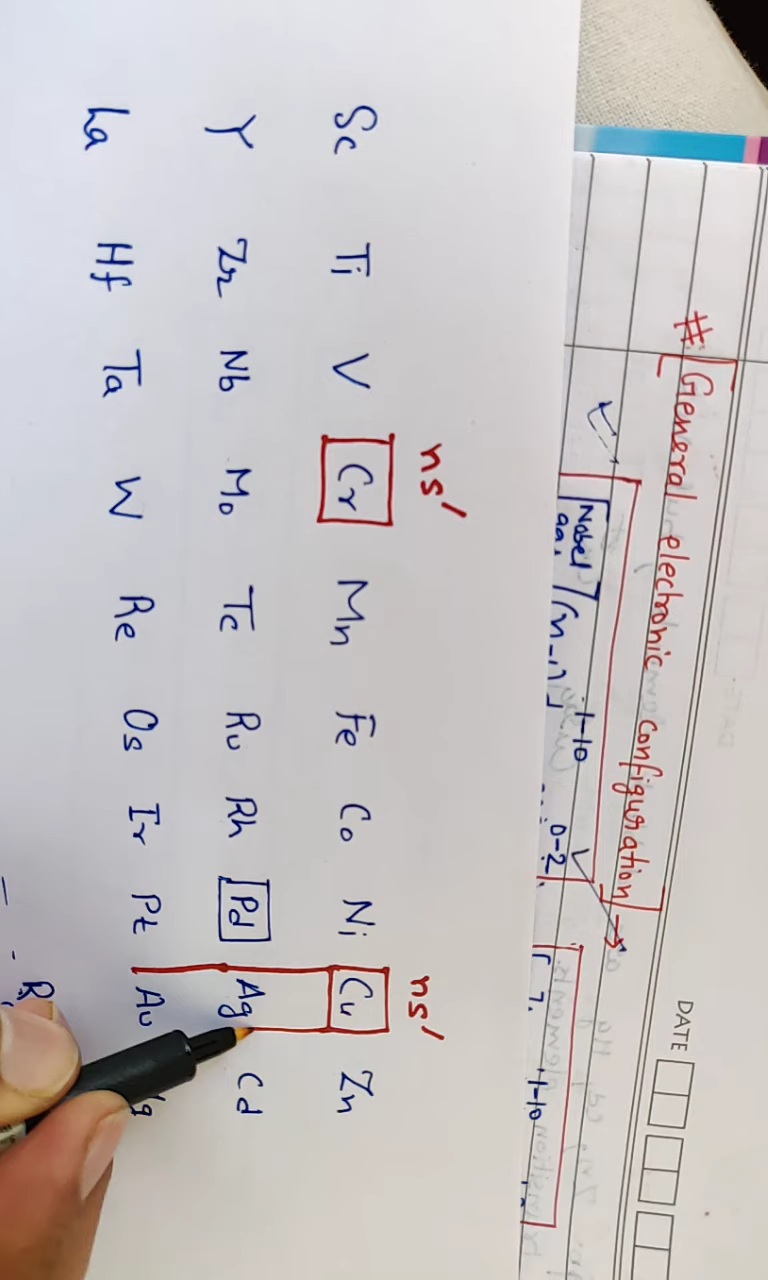 # [General electronic configuration] →
DATE
[Nobel
1-10
0-2
1-10
ns¹ ns¹
Sc Ti V Cr Mn Fe Co Ni Cu Zn
Y Zr Nb Mo Tc Ru Rh Pd Ag Cd
La Hf Ta W Re Os Ir Pt Au